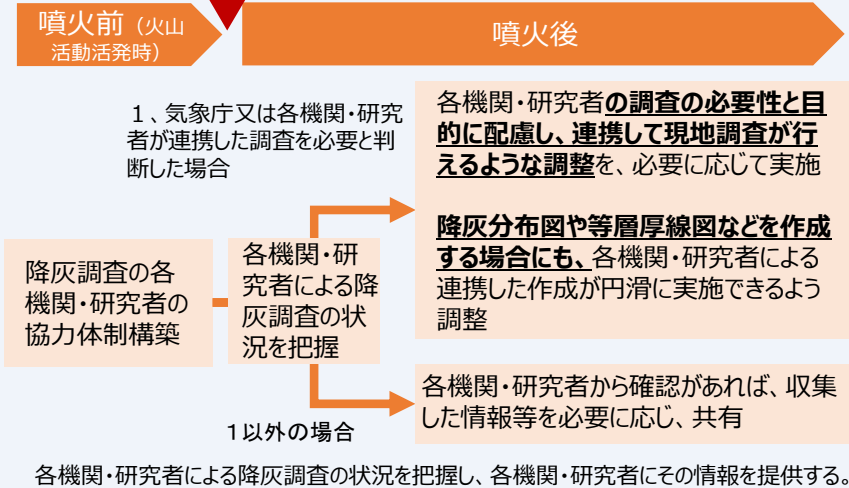 噴火前（火山
活動活発時）
噴火後
１、気象庁又は各機関・研究
者が連携した調査を必要と判
断した場合
各機関・研究者の調査の必要性と目
的に配慮し、連携して現地調査が行
えるような調整を、必要に応じて実施
降灰分布図や等層厚線図などを作成
する場合にも、各機関・研究者による
連携した作成が円滑に実施できるよう
調整
降灰調査の各
機関・研究者の
協力体制構築
各機関・研
究者による降
灰調査の状
況を把握
各機関・研究者から確認があれば、収集
した情報等を必要に応じ、共有
１以外の場合
各機関・研究者による降灰調査の状況を把握し、各機関・研究者にその情報を提供する。